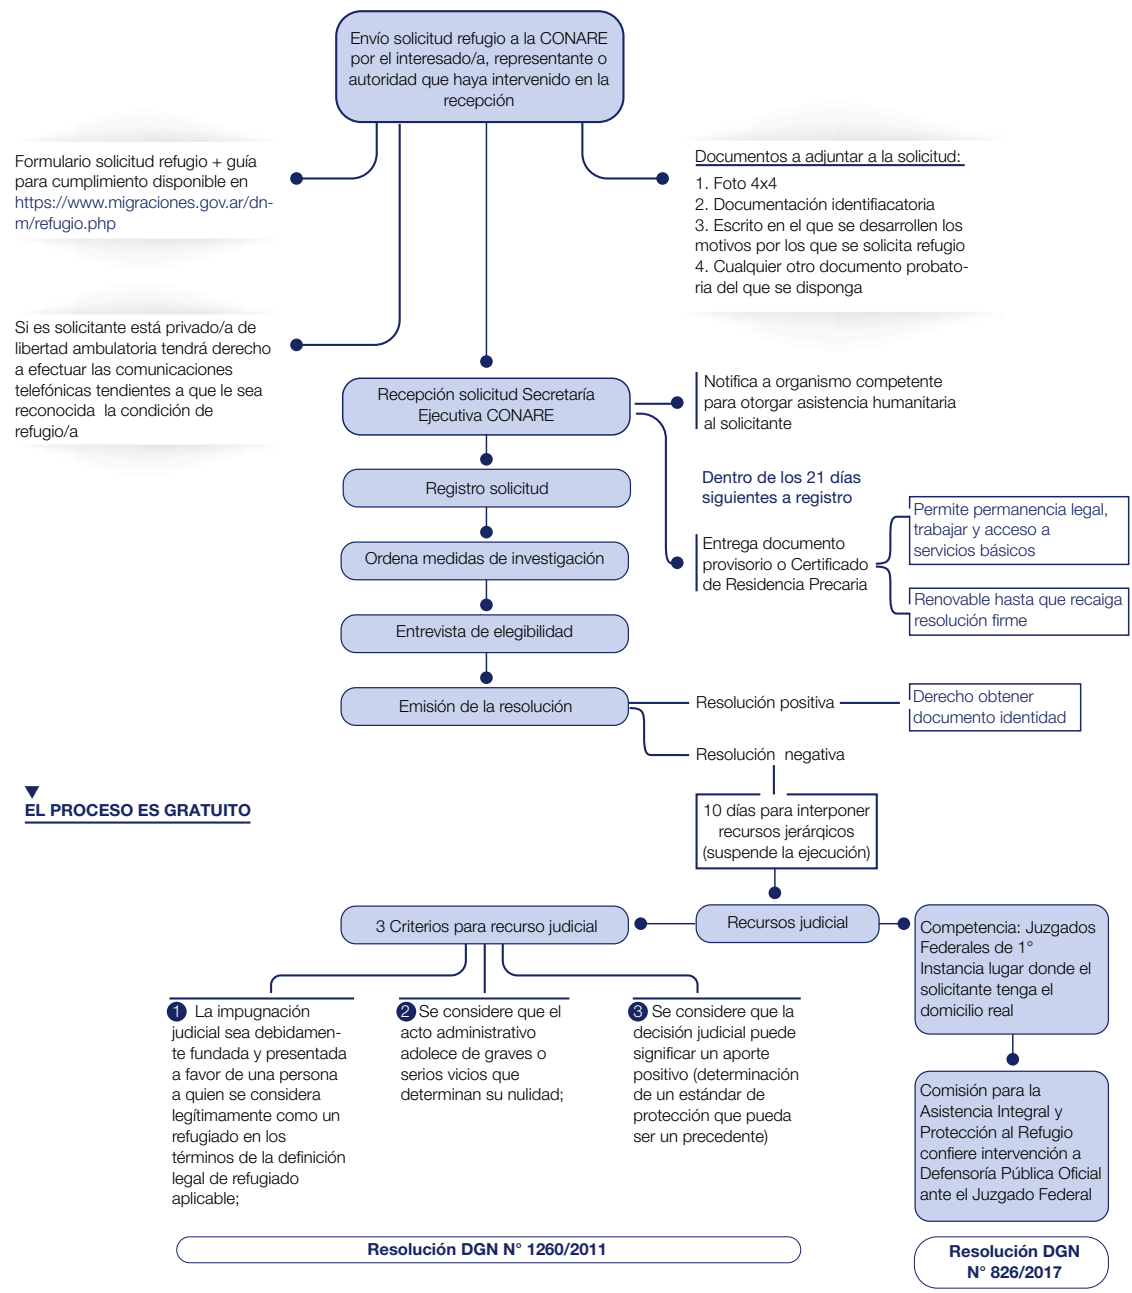 Envío solicitud refugio a la CONARE
por el interesado/a, representante o
autoridad que haya intervenido en la
recepción
Formulario solicitud refugio + guía
para cumplimiento disponible en
https://www.migraciones.gov.ar/dn-
m/refugio.php
Documentos a adjuntar a la solicitud:
1. Foto 4x4
2. Documentación identifiacatoria
3. Escrito en el que se desarrollen los
motivos por los que se solicita refugio
4. Cualquier otro documento probato-
ria del que se disponga
Si es solicitante está privado/a de
libertad ambulatoria tendrá derecho
a efectuar las comunicaciones
telefónicas tendientes a que le sea
reconocida la condición de
refugio/a
Recepción solicitud Secretaría
Ejecutiva CONARE
Notifica a organismo competente
para otorgar asistencia humanitaria
al solicitante
Registro solicitud
Dentro de los 21 días
siguientes a registro
Ordena medidas de investigación
Entrega documento
provisorio o Certificado
de Residencia Precaria
Permite permanencia legal,
trabajar y acceso a
servicios básicos
Renovable hasta que recaiga
resolución firme
Entrevista de elegibilidad
Emisión de la resolución
Resolución positiva
Derecho obtener
documento identidad
Resolución negativa
EL PROCESO ES GRATUITO
10 días para interponer
recursos jerárqicos
(suspende la ejecución)
3 Criterios para recurso judicial
Recursos judicial
Competencia: Juzgados
Federales de 1°
Instancia lugar donde el
solicitante tenga el
domicilio real
1 La impugnación
judicial sea debidamen-
te fundada y presentada
a favor de una persona
a quien se considera
legítimamente como un
refugiado en los
términos de la definición
legal de refugiado
aplicable;
2 Se considere que el
acto administrativo
adolece de graves o
serios vicios que
determinan su nulidad;
3 Se considere que la
decisión judicial puede
significar un aporte
positivo (determinación
de un estándar de
protección que pueda
ser un precedente)
Comisión para la
Asistencia Integral y
Protección al Refugio
confiere intervención a
Defensoría Pública Oficial
ante el Juzgado Federal
Resolución DGN N° 1260/2011
Resolución DGN
N° 826/2017